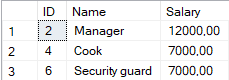 ID Name Salary
1 2 Manager 12000,00
2 4 Cook 7000,00
3 6 Security guard 7000,00